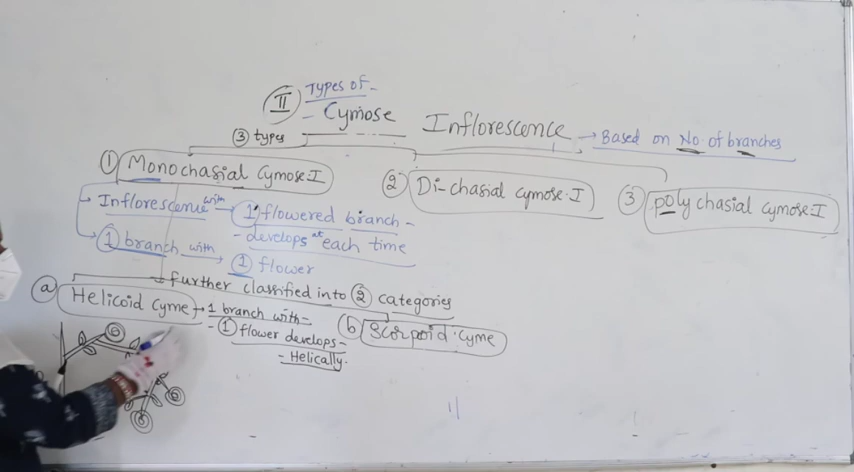 II Types of-
- Cymose Inflorescence → Based on No. of branches
③ types
① Monochasial Cymose·I
② Di-chasial Cymose·I
③ polychasial cymose·I
→ Inflorescence with 1 flowered branch -
- develops at each time
→ ① branch with → ① flower
→ further classified into ② categories
ⓐ Helicoid Cyme → 1 branch with-
- ① flower develops-
- Helically.
ⓑ Scorpoid·Cyme